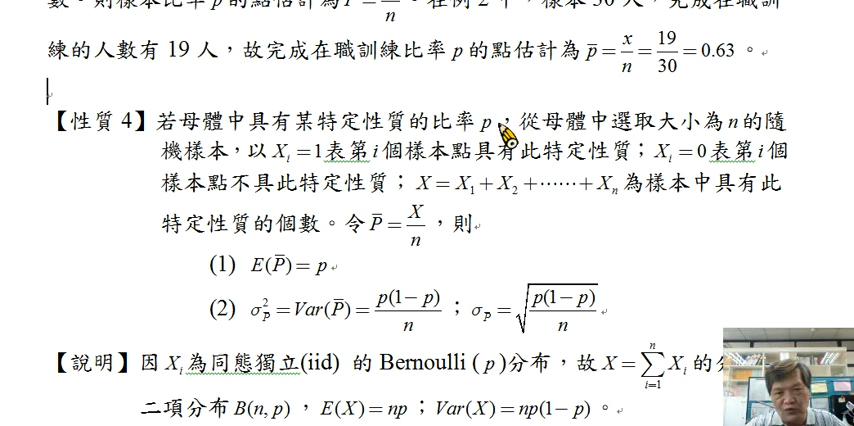 數。則樣本比率 p 的點估計為 n 。在例 2 中，樣本 30 人，完成在職訓
練的人數有 19 人，故完成在職訓練比率 p 的點估計為 p̄ = x/n = 19/30 = 0.63 。
【性質 4】若母體中具有某特定性質的比率 p，從母體中選取大小為 n 的隨
機樣本，以 Xᵢ = 1 表第 i 個樣本點具有此特定性質；Xᵢ = 0 表第 i 個
樣本點不具此特定性質；X = X₁ + X₂ + ⋯⋯ + Xₙ 為樣本中具有此
特定性質的個數。令 P̄ = X/n ，則
(1) E(P̄) = p
(2) σ²_P̄ = Var(P̄) = p(1−p)/n ；σ_P̄ = √(p(1−p)/n)
【說明】因 Xᵢ 為同態獨立(iid) 的 Bernoulli ( p )分布，故 X = ∑ᵢ₌₁ⁿ Xᵢ 的
二項分布 B(n, p) ，E(X) = np ；Var(X) = np(1−p) 。